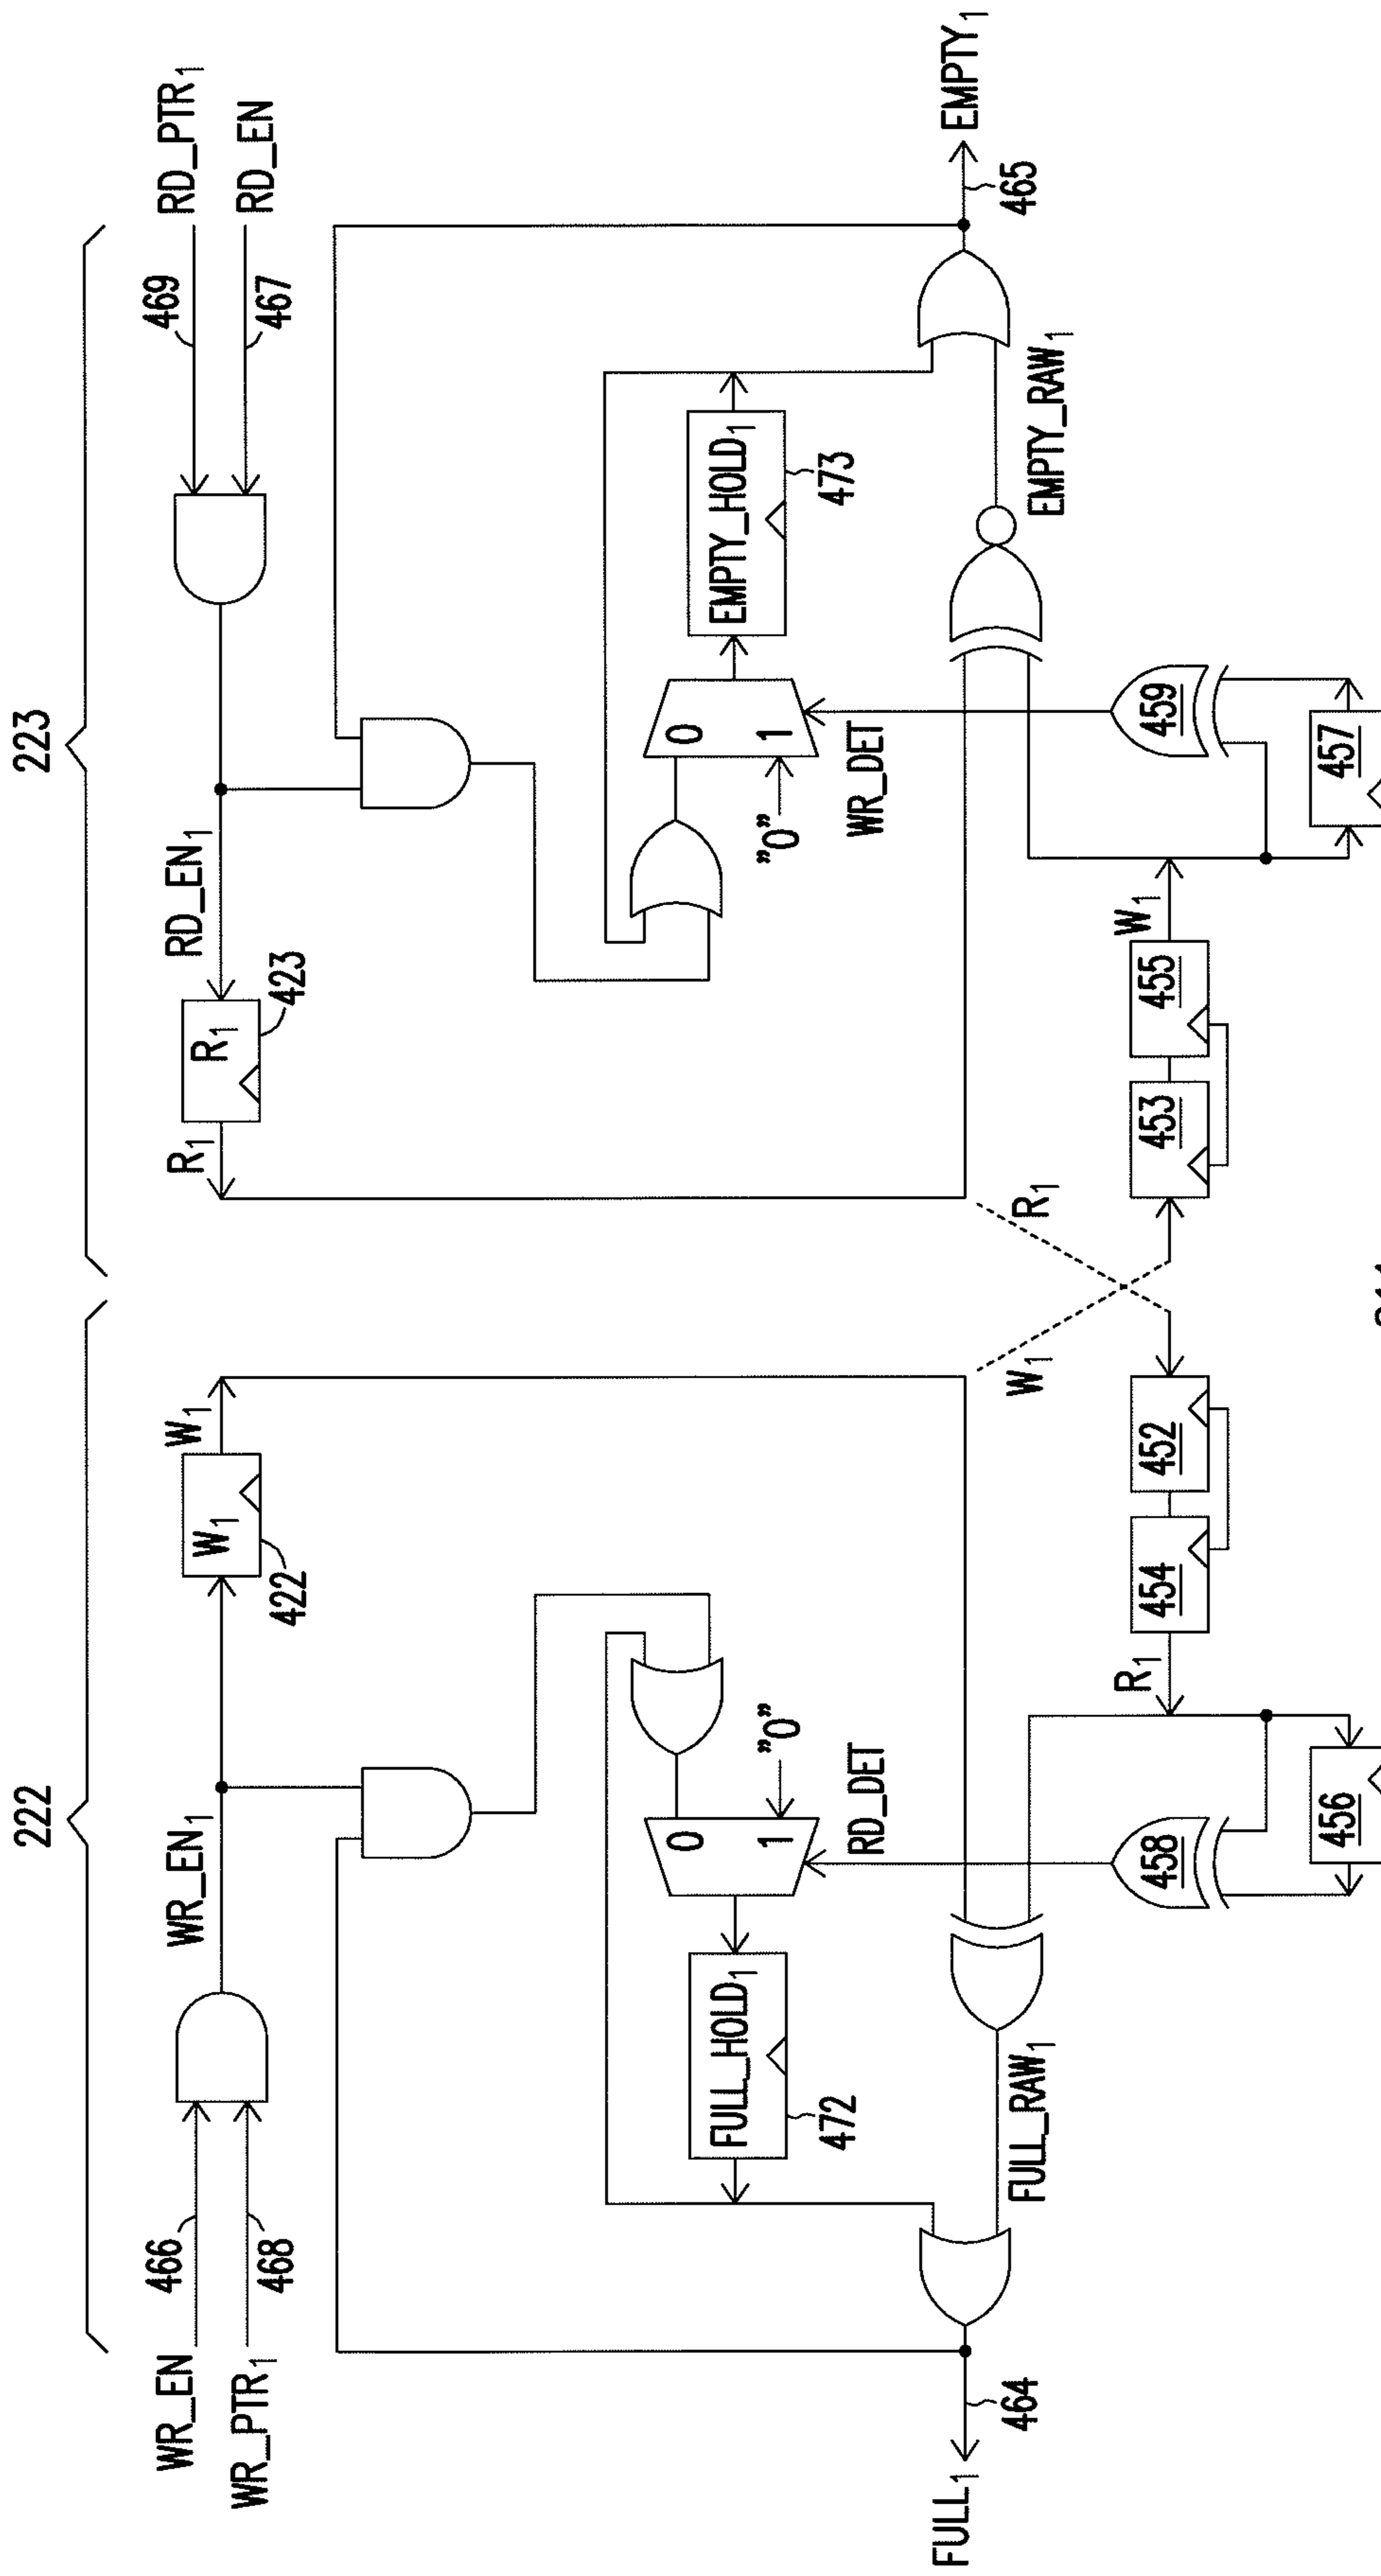 222
223
WR_EN
466
WR_PTR1
468
WR_EN1
W1
422
W1
R1
R1
423
RD_EN1
469
RD_PTR1
467
RD_EN
FULL_HOLD1
472
0
1
"0"
RD_DET
0
1
"0"
WR_DET
EMPTY_HOLD1
473
FULL1
464
FULL_RAW1
EMPTY_RAW1
465
EMPTY1
W1
R1
458
R1
454
452
453
455
W1
459
456
457